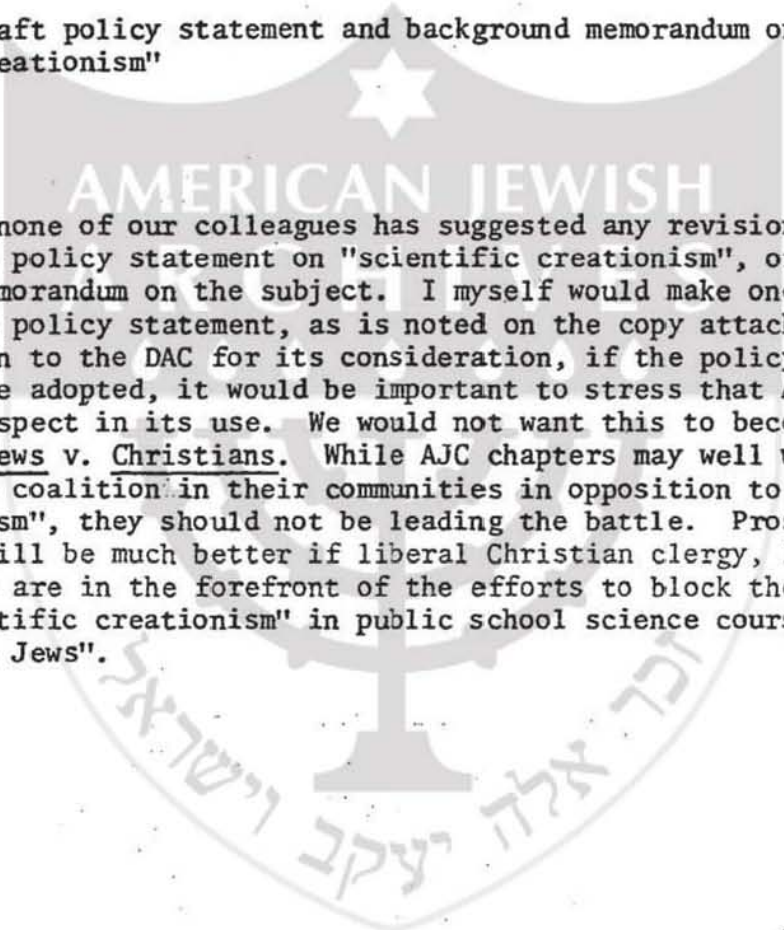 aft policy statement and background memorandum o
eationism"
AMERICAN JEWISH
ARCHIVES
none of our colleagues has suggested any revisio
policy statement on "scientific creationism", o
morandum on the subject. I myself would make on
policy statement, as is noted on the copy attac
n to the DAC for its consideration, if the policy
e adopted, it would be important to stress that
spect in its use. We would not want this to bec
ews v. Christians. While AJC chapters may well
coalition in their communities in opposition to
sm", they should not be leading the battle. Pro
ill be much better if liberal Christian clergy,
are in the forefront of the efforts to block th
tific creationism" in public school science cour
Jews".
זכר אלה יעקב וישראל